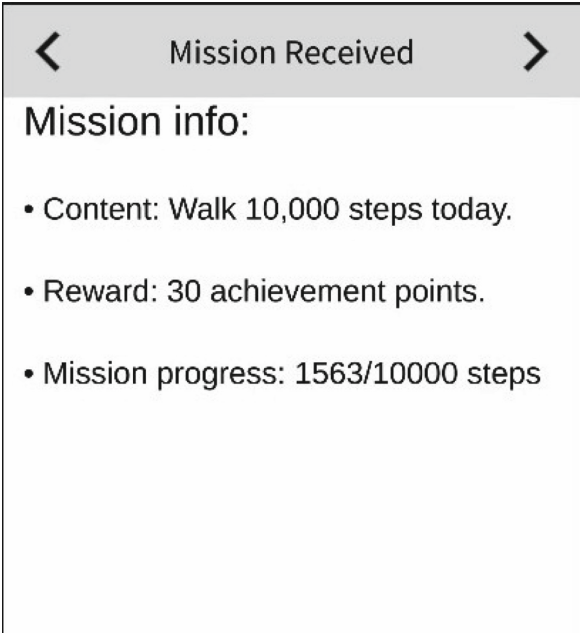 Mission Received
Mission info:
• Content: Walk 10,000 steps today.
• Reward: 30 achievement points.
• Mission progress: 1563/10000 steps